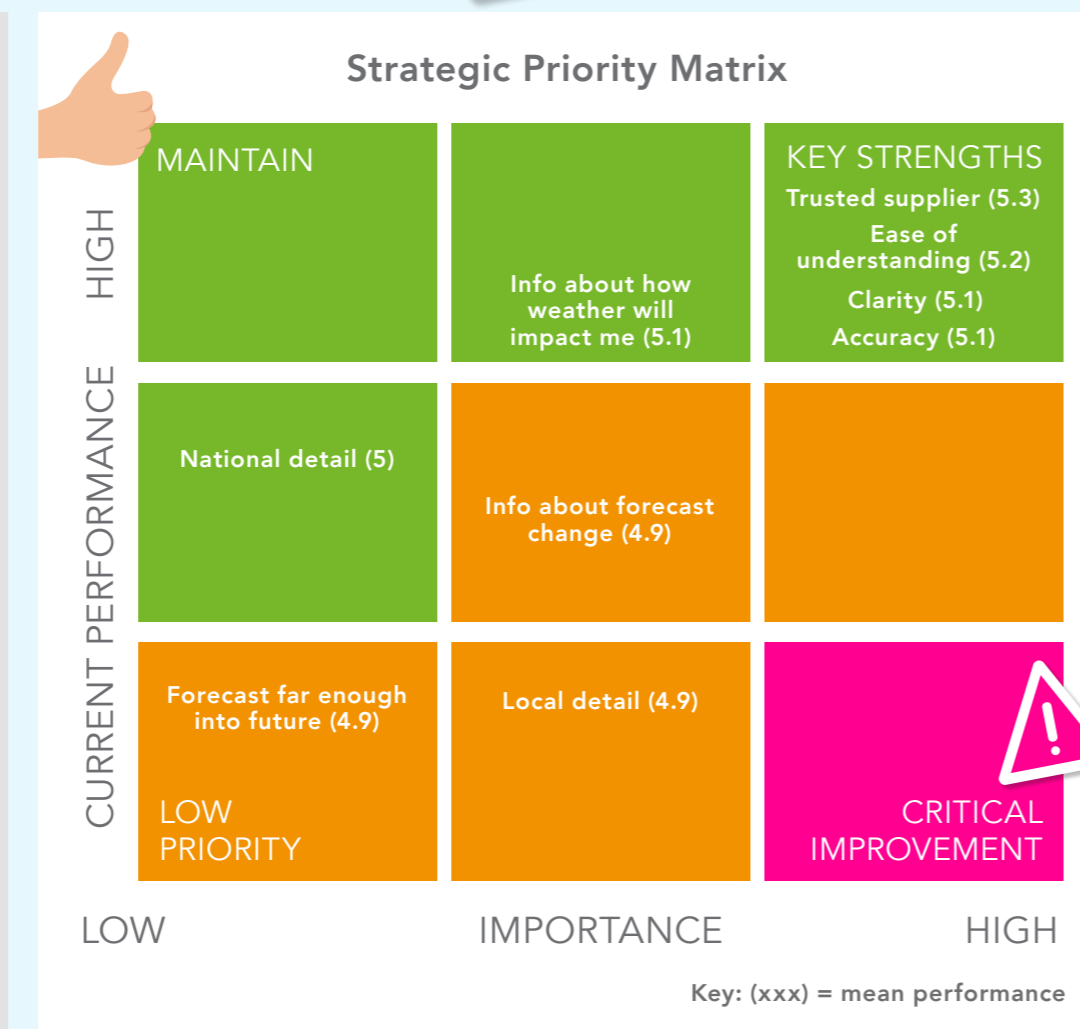 Strategic Priority Matrix
MAINTAIN
KEY STRENGTHS
Trusted supplier (5.3)
Ease of
understanding (5.2)
Clarity (5.1)
Accuracy (5.1)
Info about how
weather will
impact me (5.1)
National detail (5)
Info about forecast
change (4.9)
Forecast far enough
into future (4.9)
Local detail (4.9)
LOW
PRIORITY
CRITICAL
IMPROVEMENT
CURRENT PERFORMANCE
HIGH
LOW
IMPORTANCE
HIGH
Key: (xxx) = mean performance
!